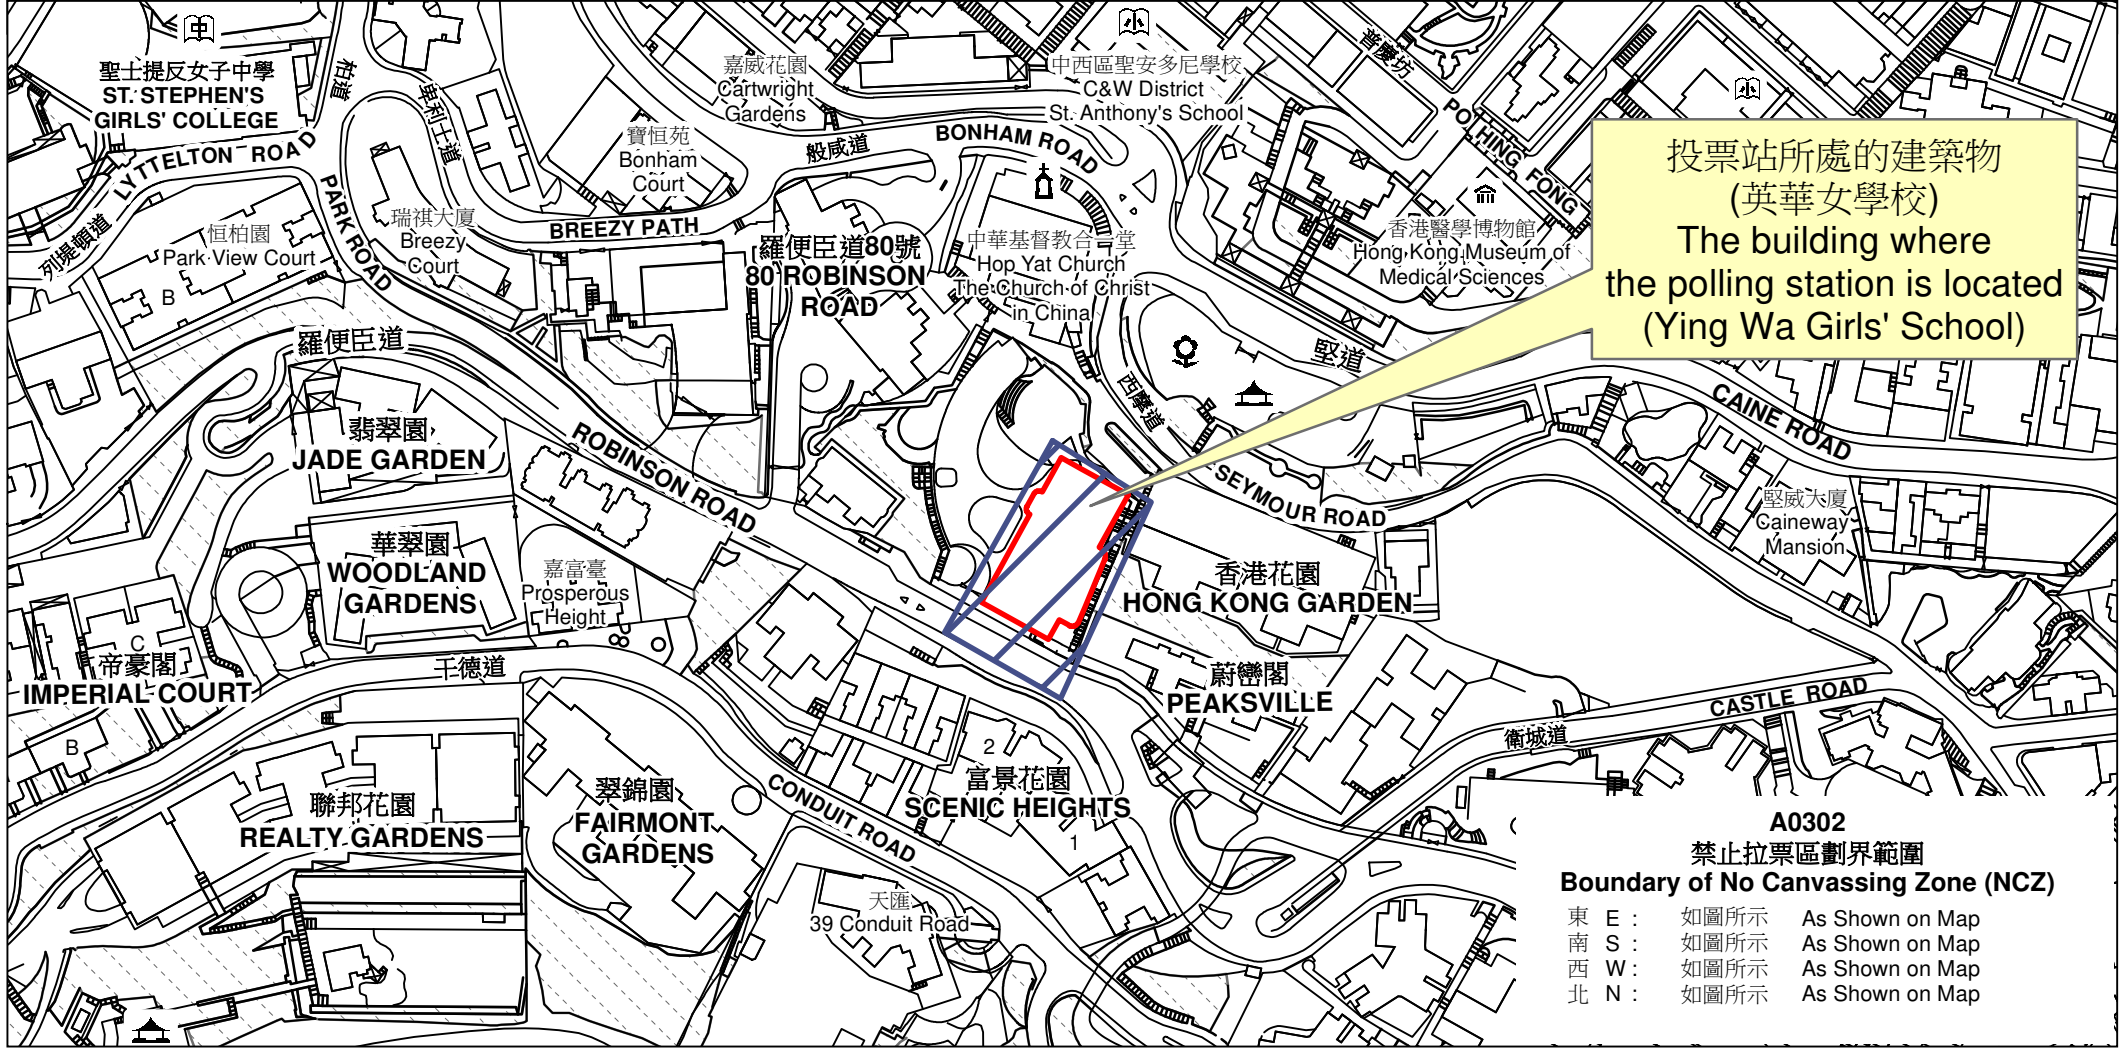 中
聖士提反女子中學
ST. STEPHEN'S
GIRLS' COLLEGE
柏道
卑利士道
嘉威花園
Cartwright
Gardens
小
中西區聖安多尼學校
C&W District
St. Anthony's School
普慶坊
小
PO HING FONG
LYTTELTON ROAD
列堤頓道
寶恒苑
Bonham
Court
般咸道
BONHAM ROAD
投票站所處的建築物
(英華女學校)
The building where
the polling station is located
(Ying Wa Girls' School)
恒柏園
Park View Court
B
PARK ROAD
瑞祺大廈
Breezy
Court
BREEZY PATH
羅便臣道80號
80 ROBINSON
ROAD
中華基督教合一堂
Hop Yat Church
The Church of Christ
in China
香港醫學博物館
Hong Kong Museum of
Medical Sciences
羅便臣道
堅道
西摩道
CAINE ROAD
翡翠園
JADE GARDEN
ROBINSON ROAD
SEYMOUR ROAD
堅威大廈
Caineway
Mansion
華翠園
WOODLAND
GARDENS
嘉富臺
Prosperous
Height
香港花園
HONG KONG GARDEN
C
帝豪閣
IMPERIAL COURT
B
干德道
蔚巒閣
PEAKSVILLE
CASTLE ROAD
衛城道
2
富景花園
SCENIC HEIGHTS
1
翠錦園
FAIRMONT
GARDENS
CONDUIT ROAD
聯邦花園
REALTY GARDENS
天匯
39 Conduit Road
A0302
禁止拉票區劃界範圍
Boundary of No Canvassing Zone (NCZ)
東 E : 如圖所示 As Shown on Map
南 S : 如圖所示 As Shown on Map
西 W : 如圖所示 As Shown on Map
北 N : 如圖所示 As Shown on Map